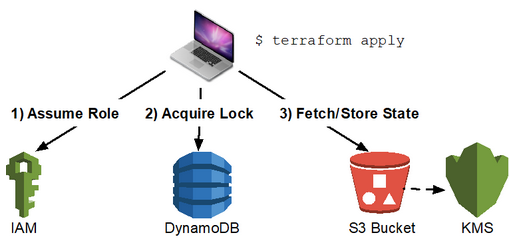 $ terraform apply
1) Assume Role
2) Acquire Lock
3) Fetch/Store State
IAM
DynamoDB
S3 Bucket
KMS